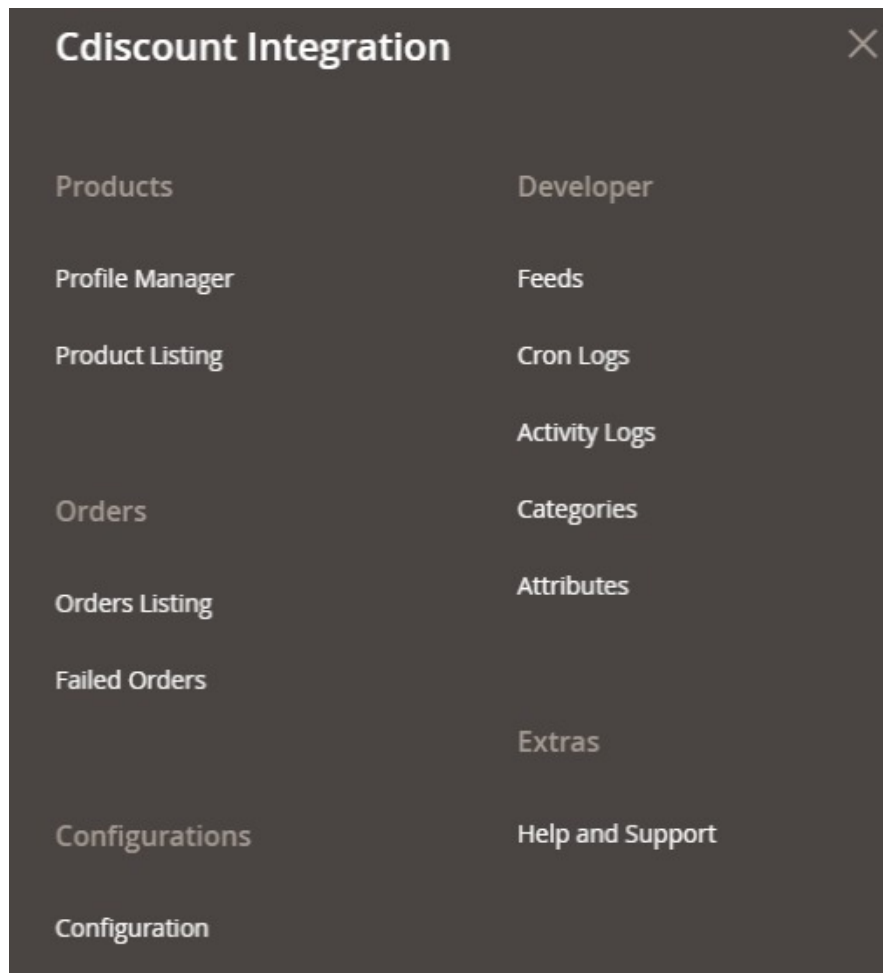 Cdiscount Integration
Products
Profile Manager
Product Listing
Orders
Orders Listing
Failed Orders
Configurations
Configuration
Developer
Feeds
Cron Logs
Activity Logs
Categories
Attributes
Extras
Help and Support